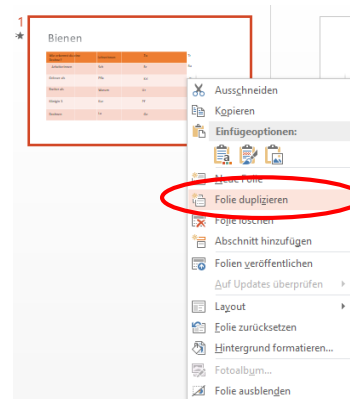 1
Bienen
Ausschneiden
Kopieren
Einfügeoptionen:
Neue Folie
Folie duplizieren
Folie löschen
Abschnitt hinzufügen
Folien veröffentlichen
Auf Updates überprüfen
Layout
Folie zurücksetzen
Hintergrund formatieren...
Fotoalbum...
Folie ausblenden